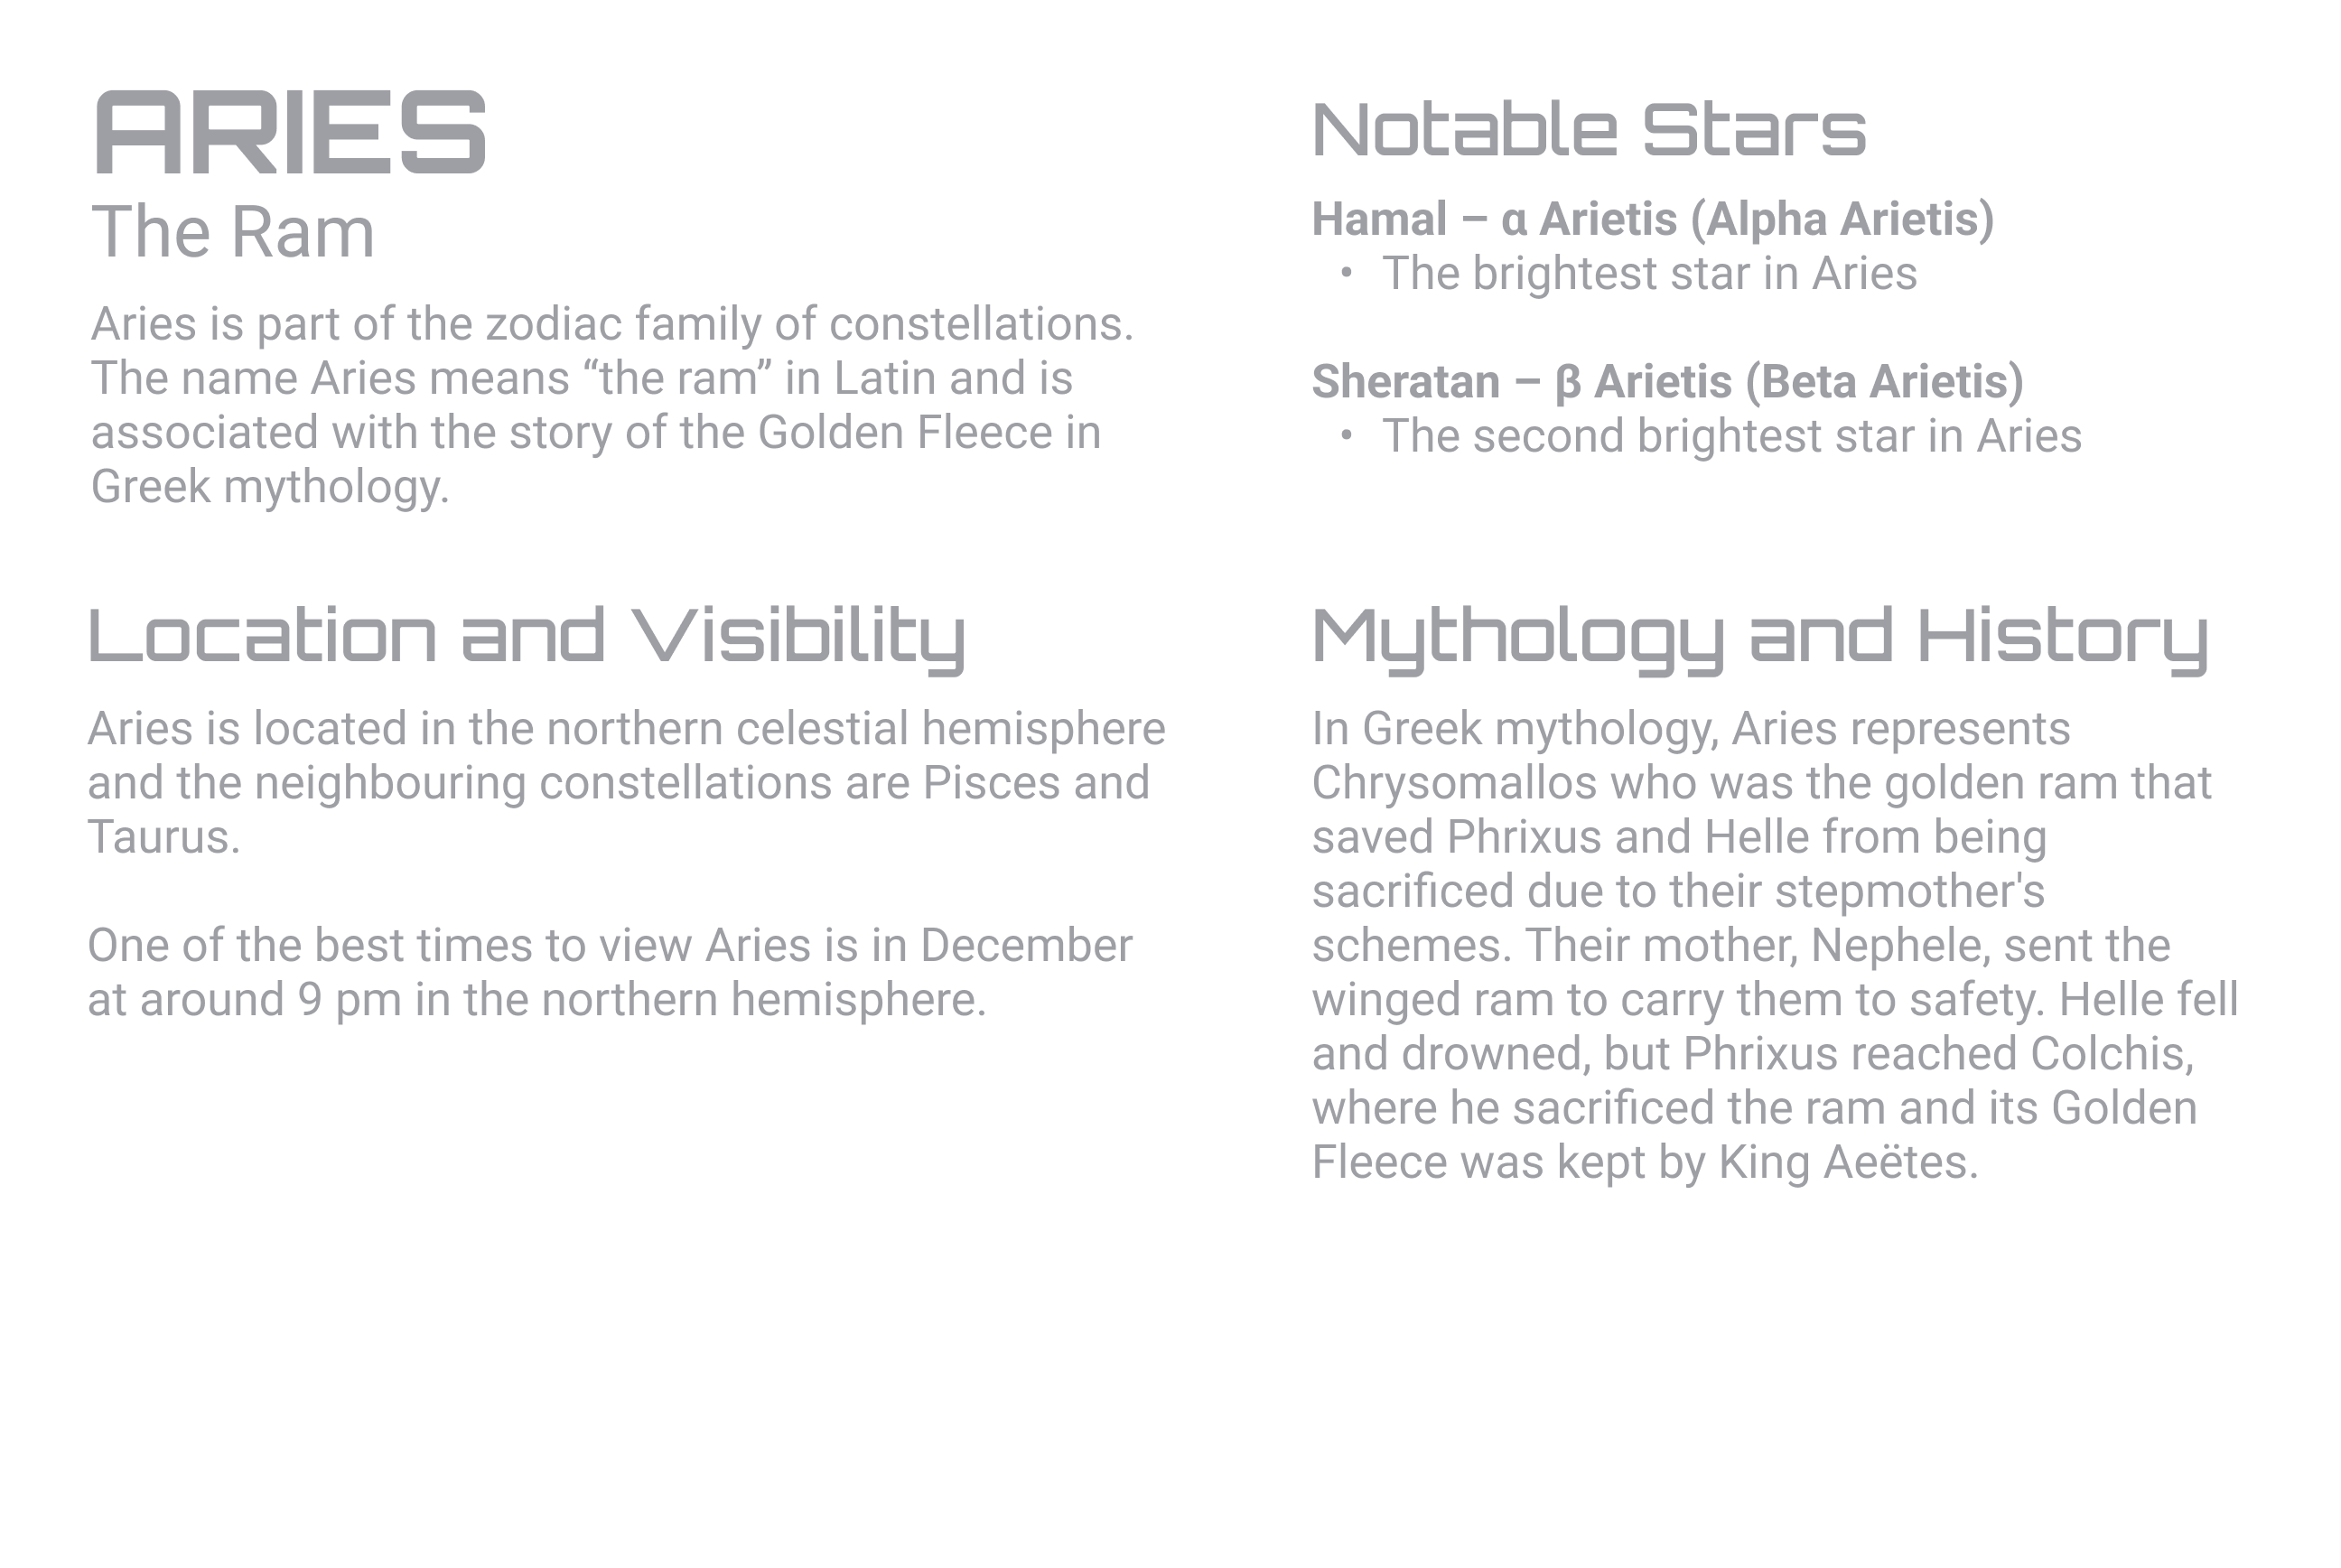 ARIES
The Ram
Aries is part of the zodiac family of constellations.
The name Aries means “the ram” in Latin and is
associated with the story of the Golden Fleece in
Greek mythology.
Location and Visibility
Aries is located in the northern celestial hemisphere
and the neighbouring constellations are Pisces and
Taurus.
One of the best times to view Aries is in December
at around 9 pm in the northern hemisphere.
Notable Stars
Hamal – α Arietis (Alpha Arietis)
• The brightest star in Aries
Sheratan – β Arietis (Beta Arietis)
• The second brightest star in Aries
Mythology and History
In Greek mythology, Aries represents
Chrysomallos who was the golden ram that
saved Phrixus and Helle from being
sacrificed due to their stepmother's
schemes. Their mother, Nephele, sent the
winged ram to carry them to safety. Helle fell
and drowned, but Phrixus reached Colchis,
where he sacrificed the ram and its Golden
Fleece was kept by King Aeëtes.